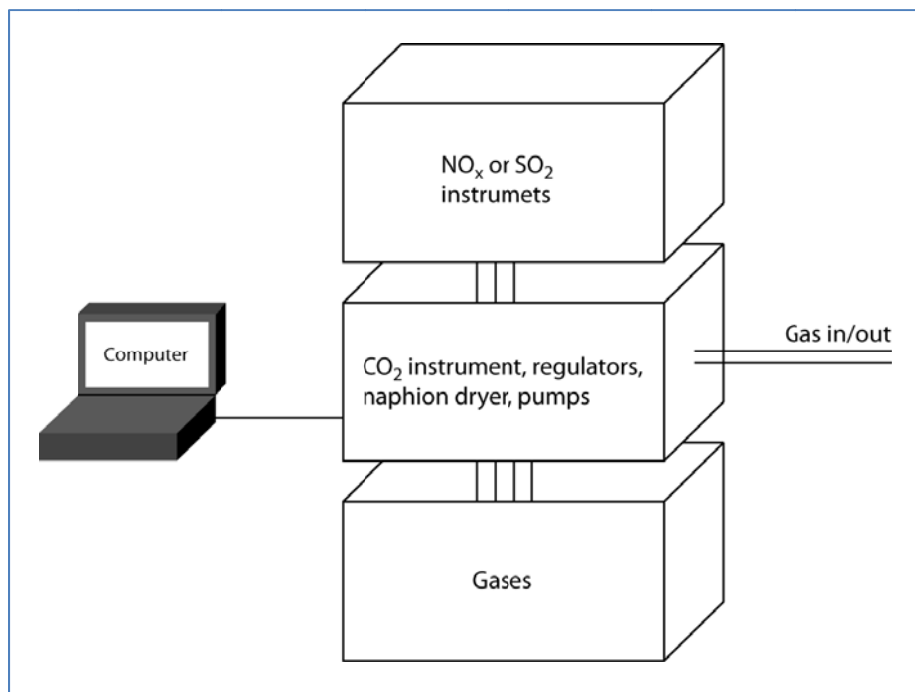 NOx or SO2
instrumets
Computer
Gas in/out
CO2 instrument, regulators,
naphion dryer, pumps
Gases